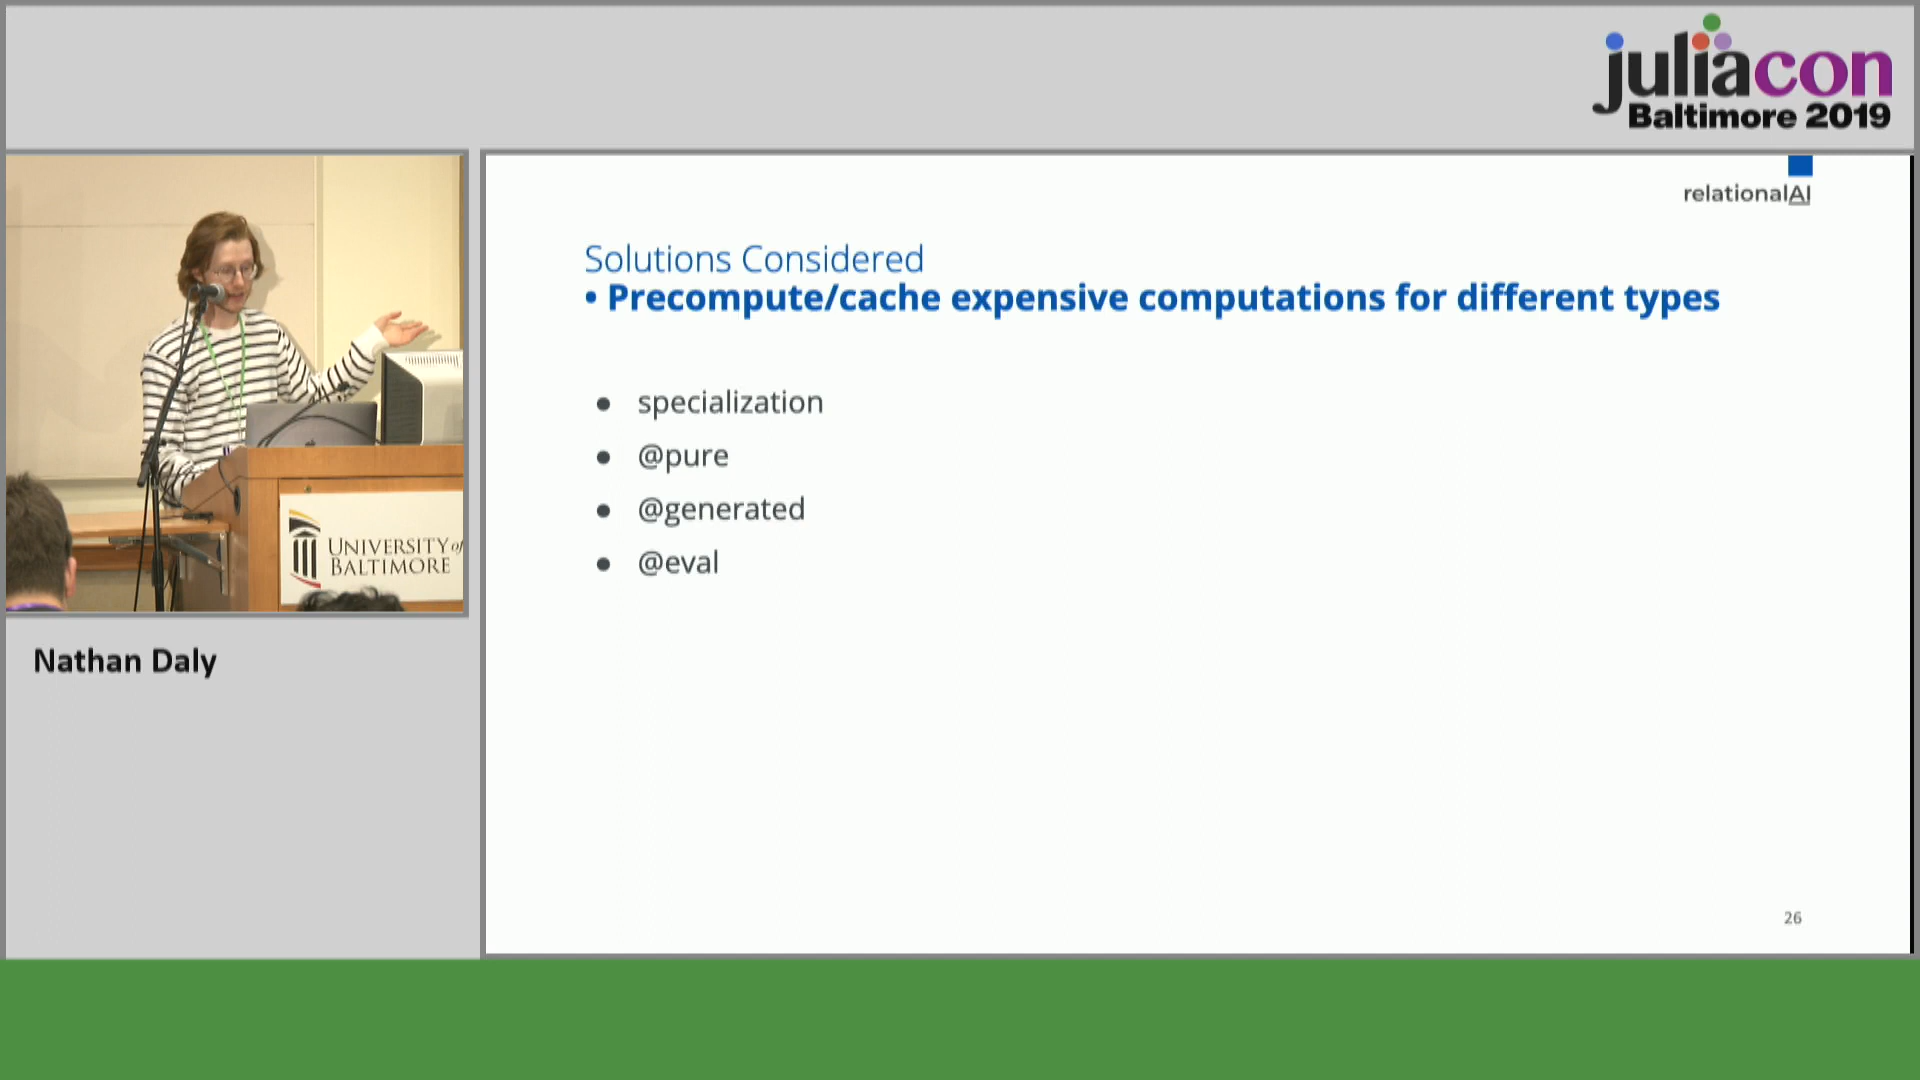 juliacon
Baltimore 2019
relationalAI
Solutions Considered
• Precompute/cache expensive computations for different types
● specialization
● @pure
● @generated
● @eval
UNIVERSITY of
BALTIMORE
Nathan Daly
26